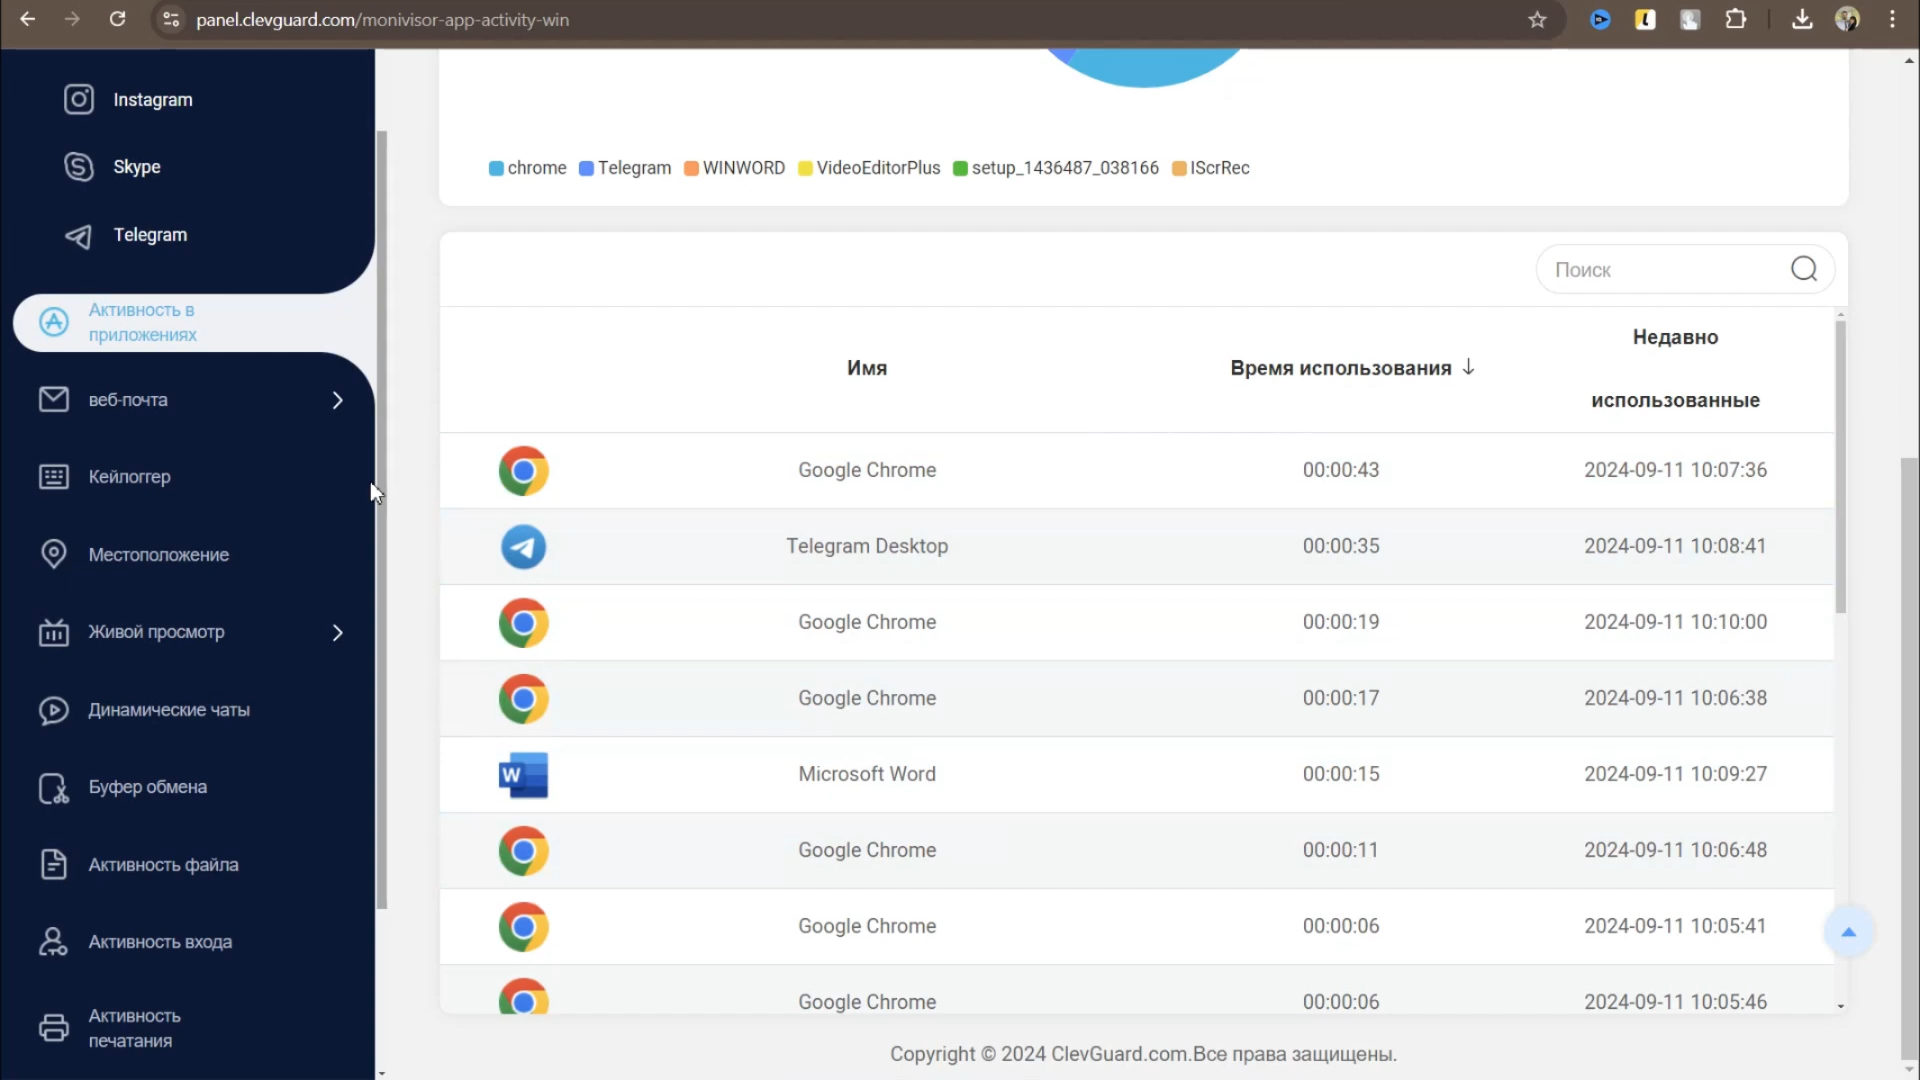 panel.clevguard.com/monivisor-app-activity-win
Instagram
Skype
Telegram
Активность в
приложениях
веб-почта
Кейлоггер
Местоположение
Живой просмотр
Динамические чаты
Буфер обмена
Активность файла
Активность входа
Активность
печатания
chrome Telegram WINWORD VideoEditorPlus setup_1436487_038166 IScrRec
Поиск
Имя Время использования ↓ Недавно
использованные
Google Chrome 00:00:43 2024-09-11 10:07:36
Telegram Desktop 00:00:35 2024-09-11 10:08:41
Google Chrome 00:00:19 2024-09-11 10:10:00
Google Chrome 00:00:17 2024-09-11 10:06:38
W Microsoft Word 00:00:15 2024-09-11 10:09:27
Google Chrome 00:00:11 2024-09-11 10:06:48
Google Chrome 00:00:06 2024-09-11 10:05:41
Google Chrome 00:00:06 2024-09-11 10:05:46
Copyright © 2024 ClevGuard.com.Все права защищены.